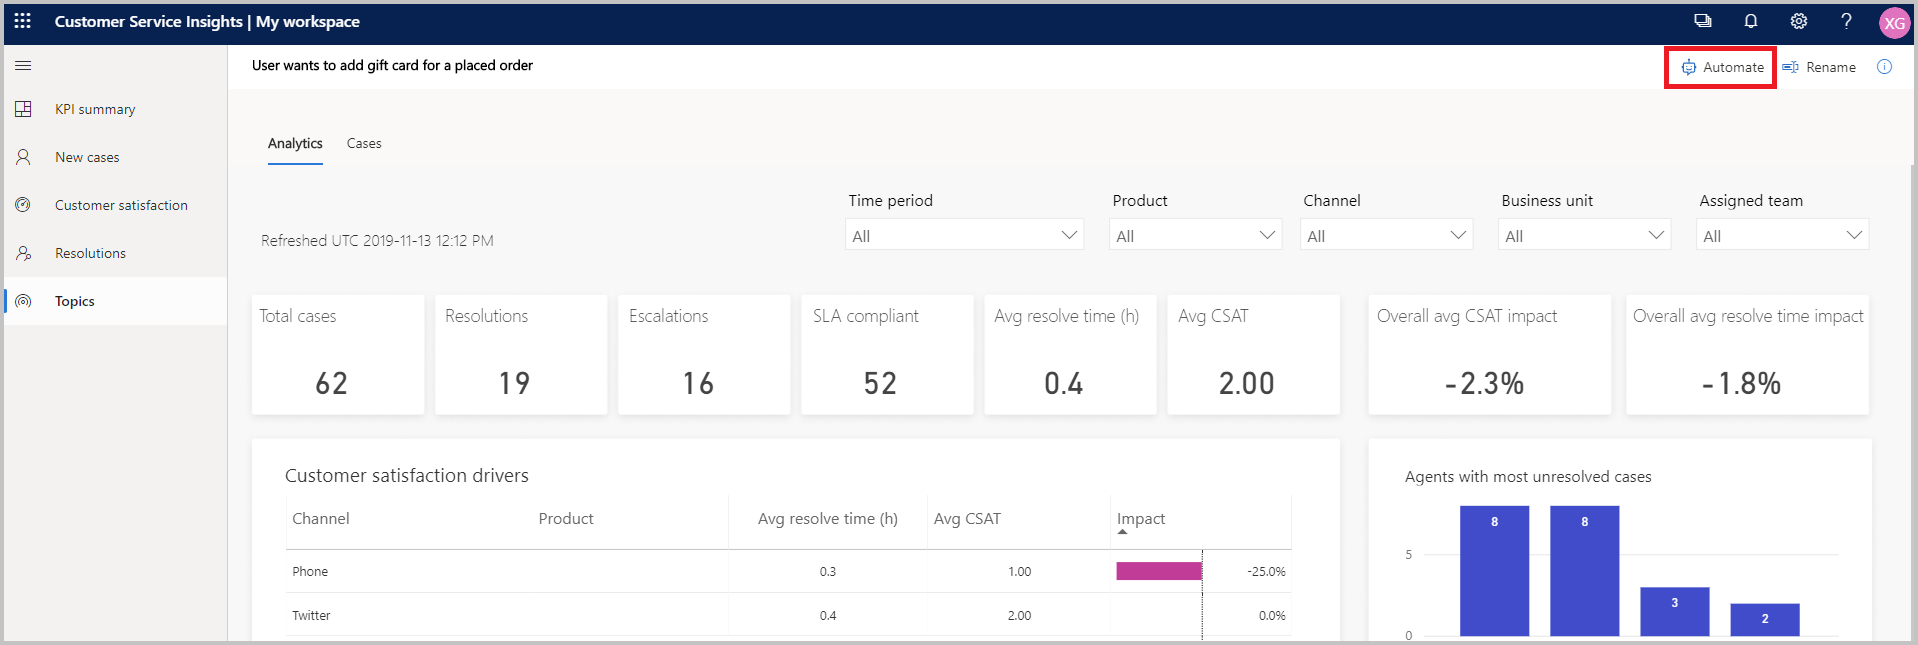 Customer Service Insights | My workspace
XG
User wants to add gift card for a placed order
Automate
Rename
KPI summary
New cases
Customer satisfaction
Resolutions
Topics
Analytics
Cases
Refreshed UTC 2019-11-13 12:12 PM
Time period
Product
Channel
Business unit
Assigned team
All
All
All
All
All
Total cases
62
Resolutions
19
Escalations
16
SLA compliant
52
Avg resolve time (h)
0.4
Avg CSAT
2.00
Overall avg CSAT impact
-2.3%
Overall avg resolve time impact
-1.8%
Customer satisfaction drivers
Channel Product Avg resolve time (h) Avg CSAT Impact
Phone 0.3 1.00 -25.0%
Twitter 0.4 2.00 0.0%
Agents with most unresolved cases
8
8
3
2
5
0